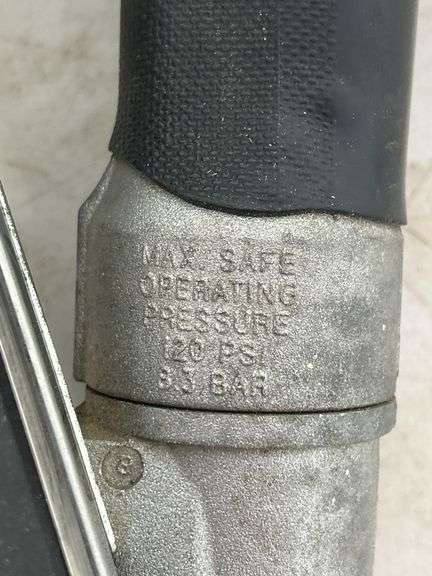 MAX. SAFE
OPERATING
PRESSURE
120 PSI
8.3 BAR